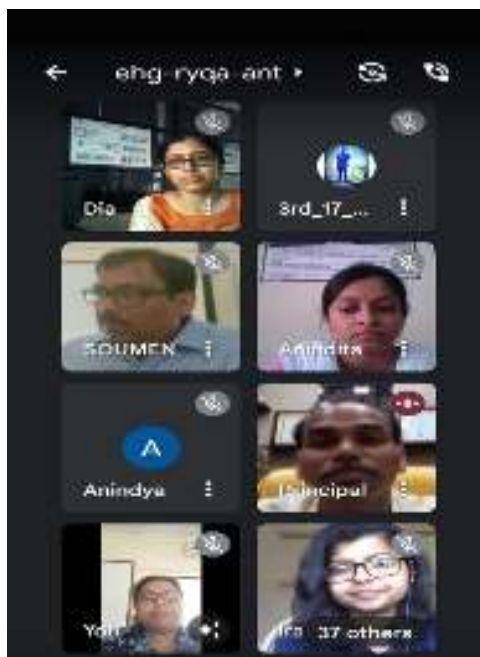 ehg-ryqa-ant
Dia
3rd_17_...
SOUMEN
Anindita
A
Anindya
Principal
You
37 others